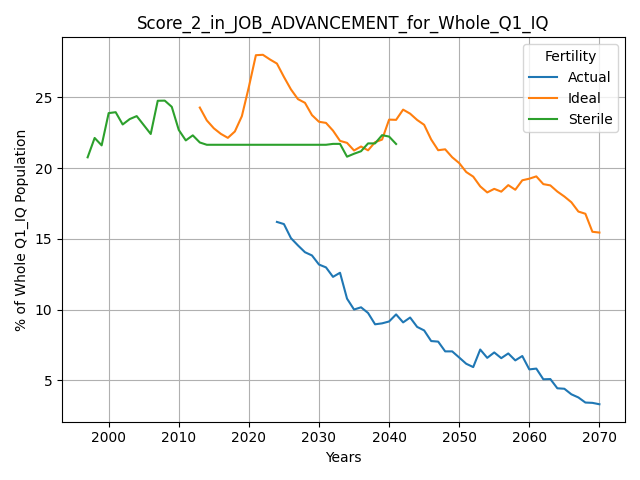 Score_2_in_JOB_ADVANCEMENT_for_Whole_Q1_IQ
% of Whole Q1_IQ Population
25
20
15
10
5
Fertility
Actual
Ideal
Sterile
2000 2010 2020 2030 2040 2050 2060 2070
Years